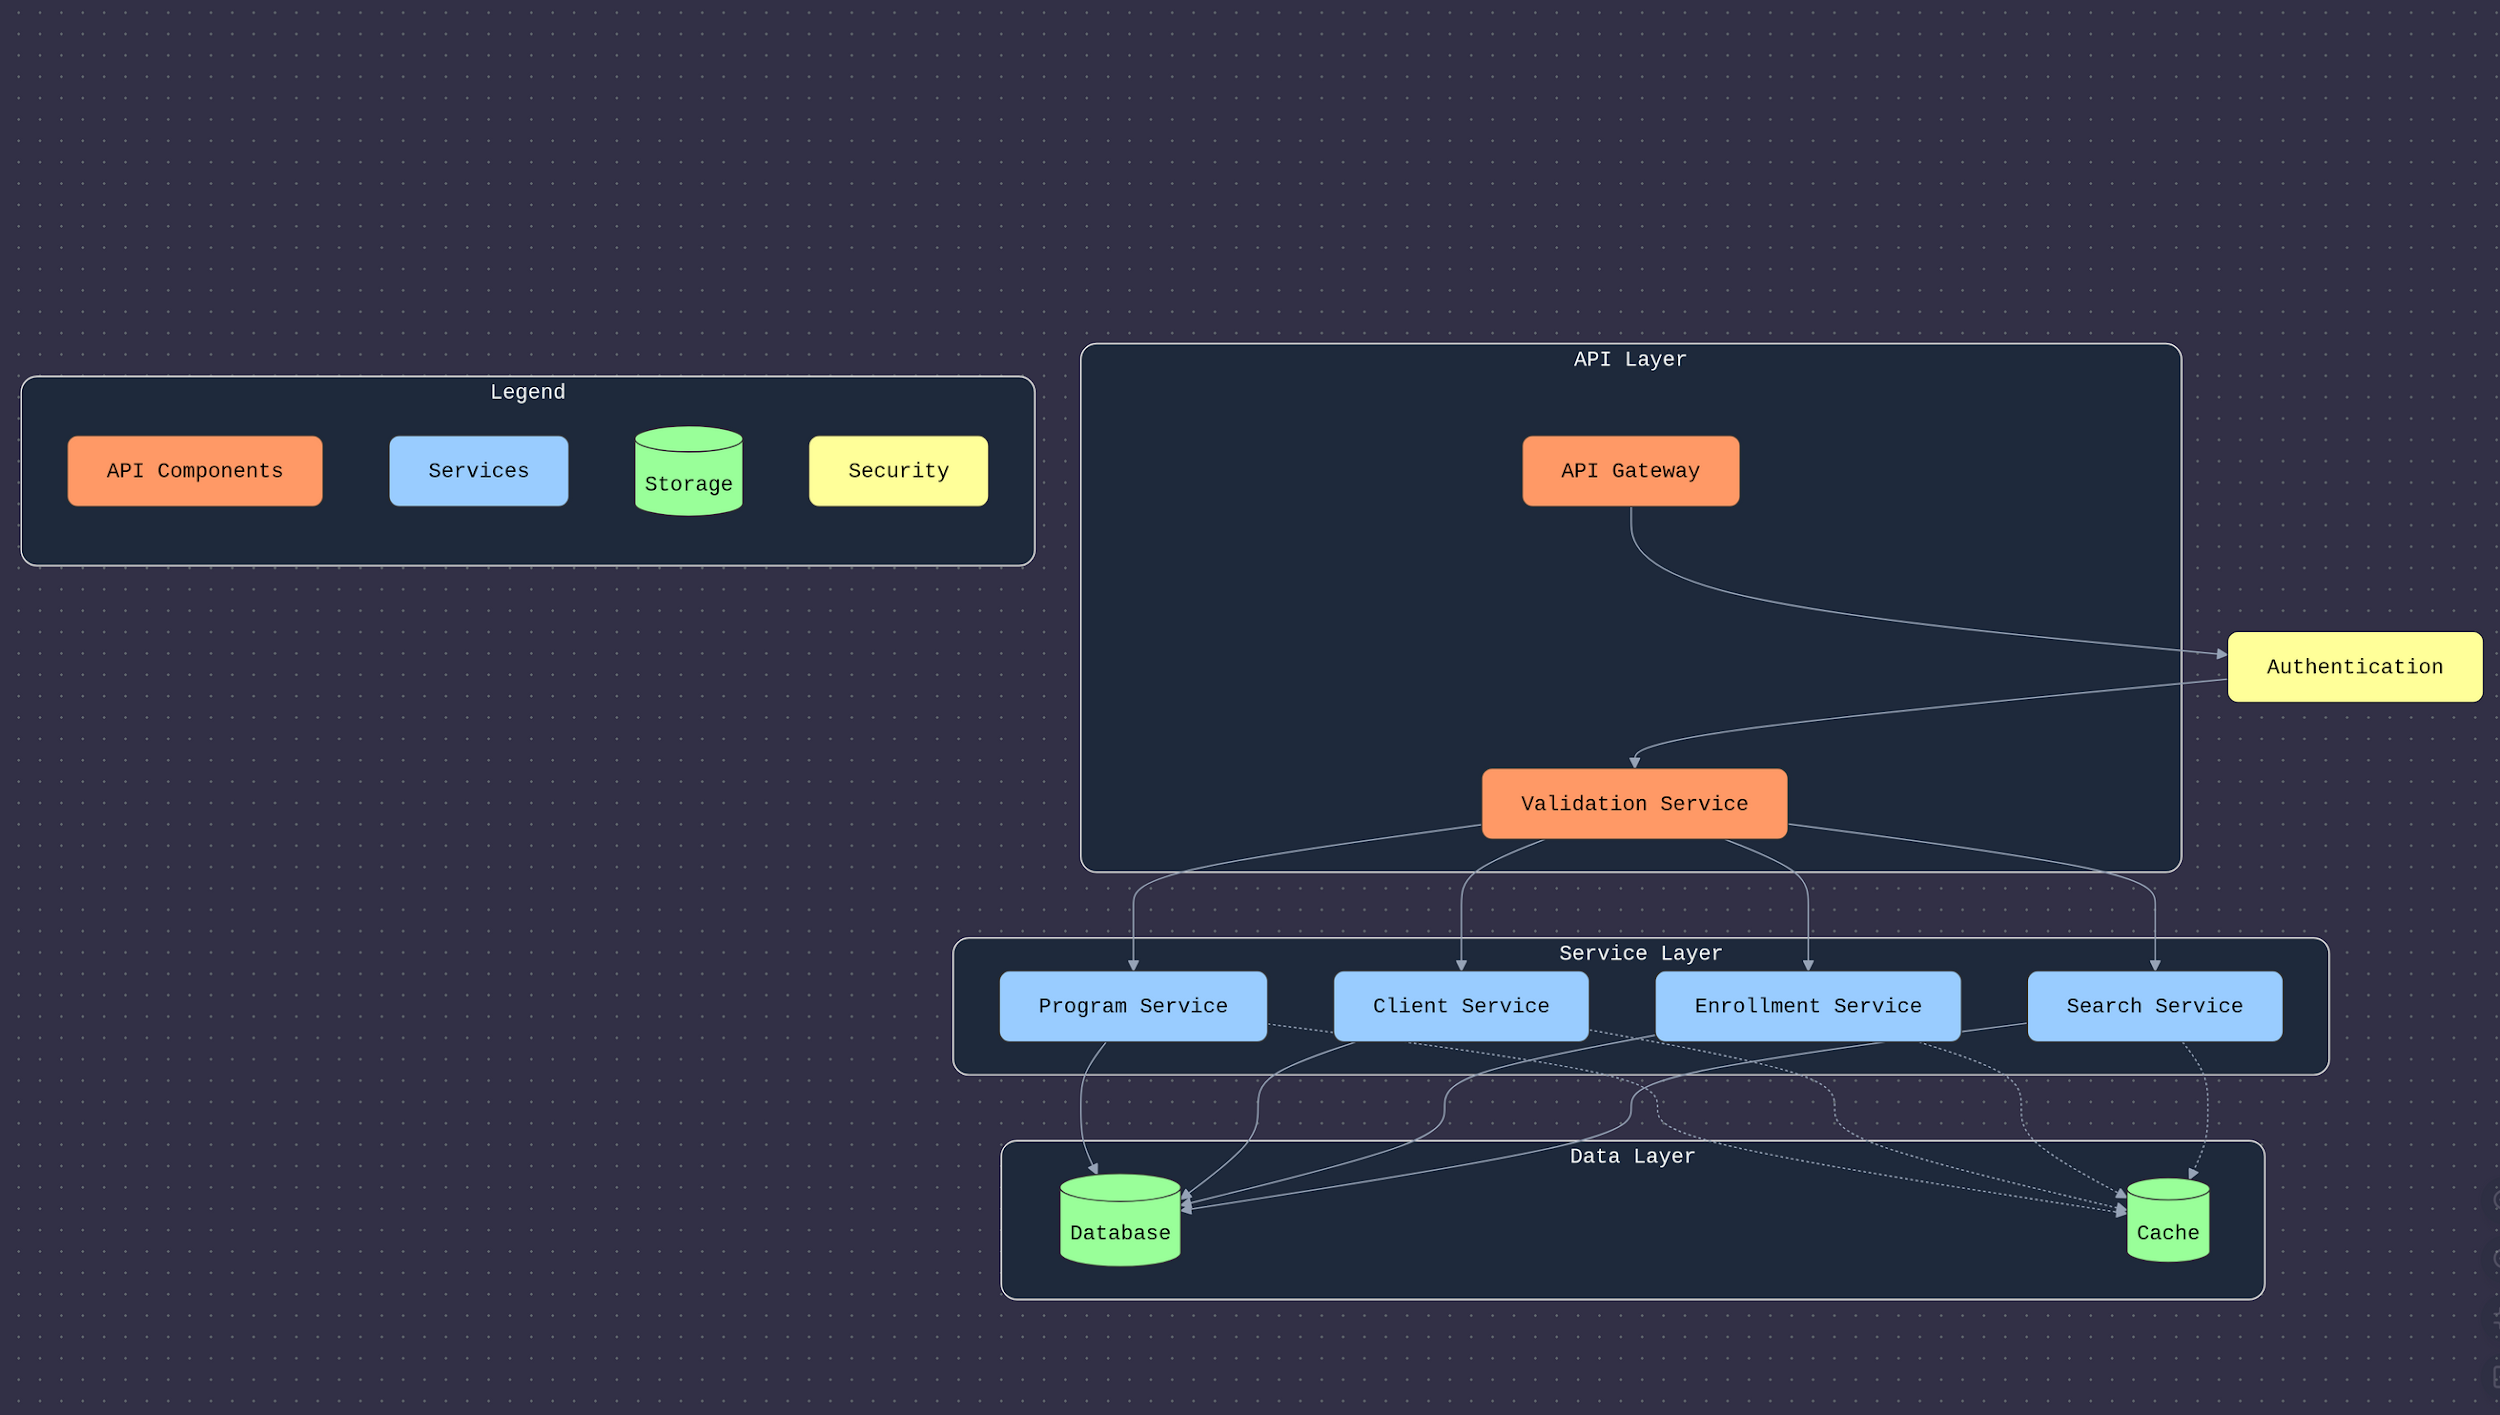 Legend
API Components
Services
Storage
Security
API Layer
API Gateway
Authentication
Validation Service
Service Layer
Program Service
Client Service
Enrollment Service
Search Service
Data Layer
Database
Cache